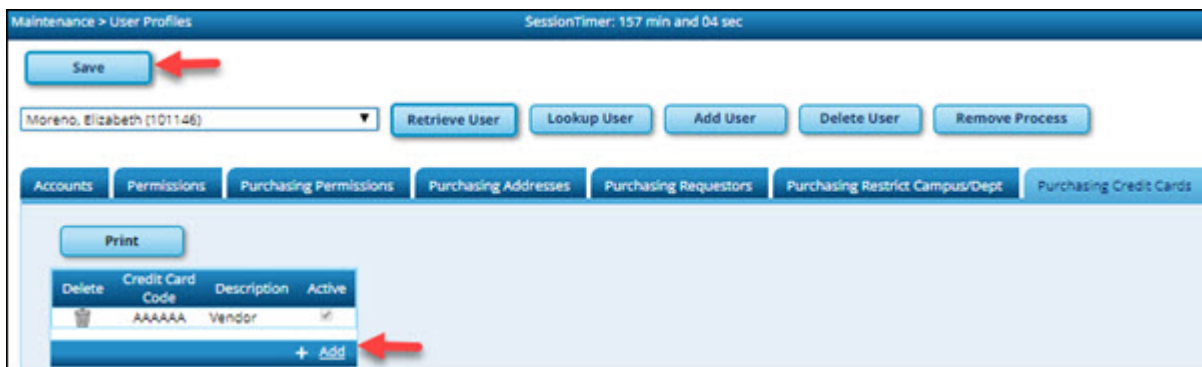 Maintenance > User Profiles SessionTimer: 157 min and 04 sec
Save
Moreno, Elizabeth (101146) Retrieve User Lookup User Add User Delete User Remove Process
Accounts Permissions Purchasing Permissions Purchasing Addresses Purchasing Requestors Purchasing Restrict Campus/Dept Purchasing Credit Cards
Print
Delete Credit Card Code Description Active
AAAAAA Vendor
+ Add